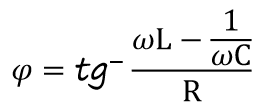 φ = tg⁻ (ωL − 1/(ωC)) / R